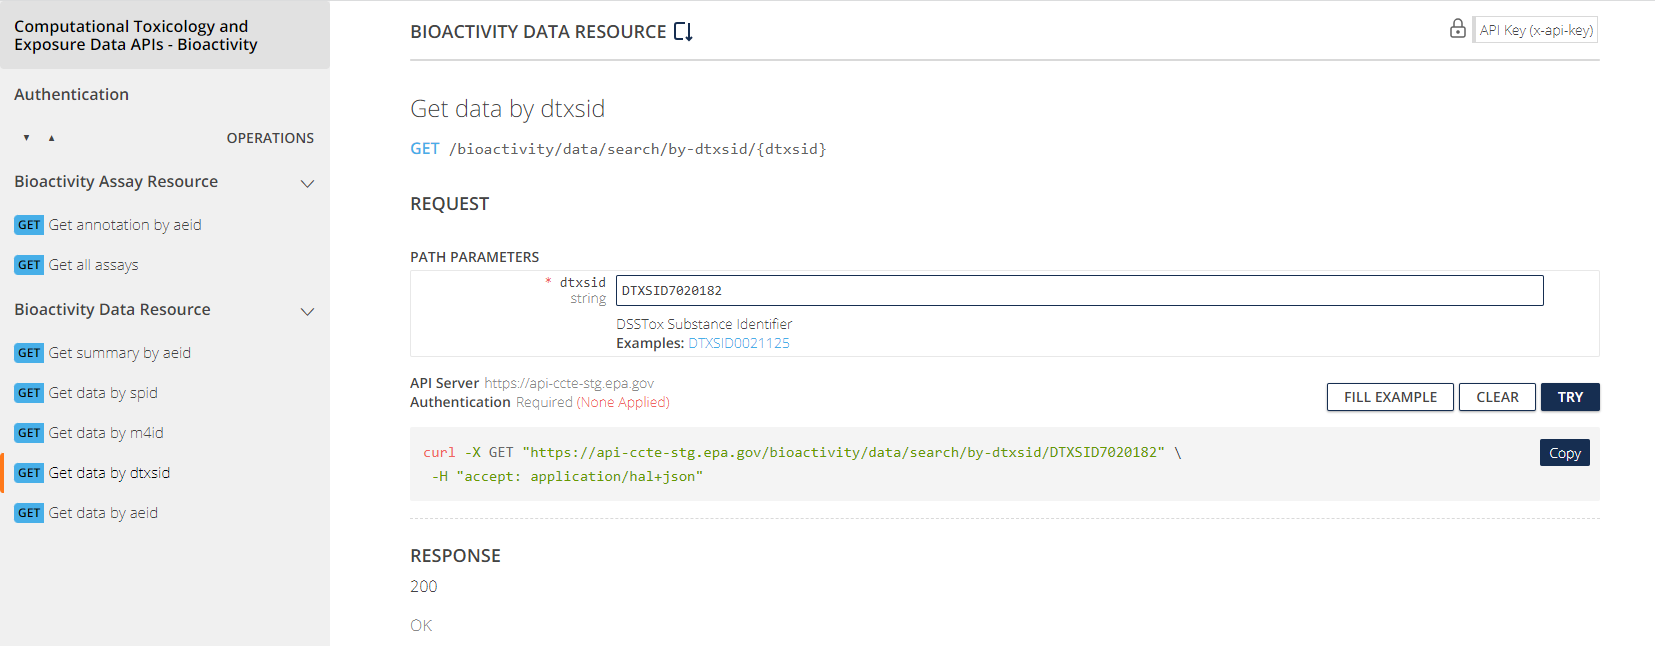 Computational Toxicology and
Exposure Data APIs - Bioactivity
Authentication
OPERATIONS
Bioactivity Assay Resource
GET Get annotation by aeid
GET Get all assays
Bioactivity Data Resource
GET Get summary by aeid
GET Get data by spid
GET Get data by m4id
GET Get data by dtxsid
GET Get data by aeid
BIOACTIVITY DATA RESOURCE
API Key (x-api-key)
Get data by dtxsid
GET /bioactivity/data/search/by-dtxsid/{dtxsid}
REQUEST
PATH PARAMETERS
* dtxsid
string
DTXSID7020182
DSSTox Substance Identifier
Examples: DTXSID0021125
API Server https://api-ccte-stg.epa.gov
Authentication Required (None Applied)
FILL EXAMPLE CLEAR TRY
curl -X GET "https://api-ccte-stg.epa.gov/bioactivity/data/search/by-dtxsid/DTXSID7020182" \
-H "accept: application/hal+json"
Copy
RESPONSE
200
OK